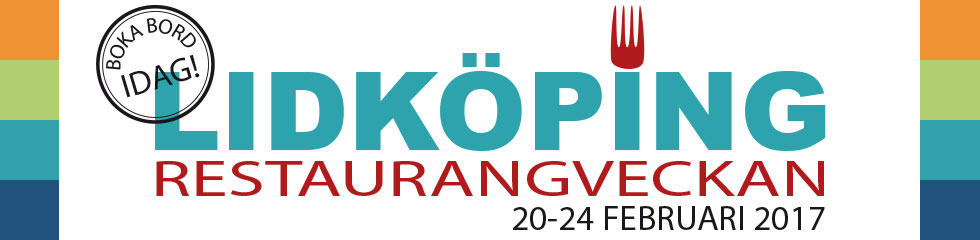 BOKA BORD
IDAG!
LIDKÖPING
RESTAURANGVECKAN
20-24 FEBRUARI 2017